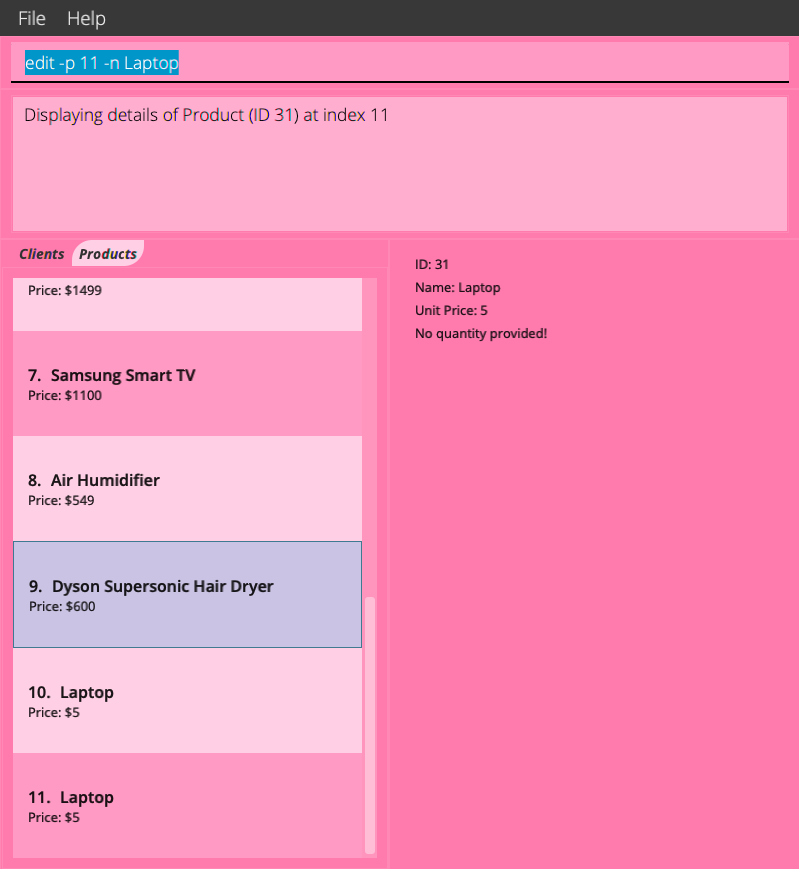 File Help
edit -p 11 -n Laptop
Displaying details of Product (ID 31) at index 11
Clients Products
Price: $1499
7. Samsung Smart TV
Price: $1100
8. Air Humidifier
Price: $549
9. Dyson Supersonic Hair Dryer
Price: $600
10. Laptop
Price: $5
11. Laptop
Price: $5
ID: 31
Name: Laptop
Unit Price: 5
No quantity provided!